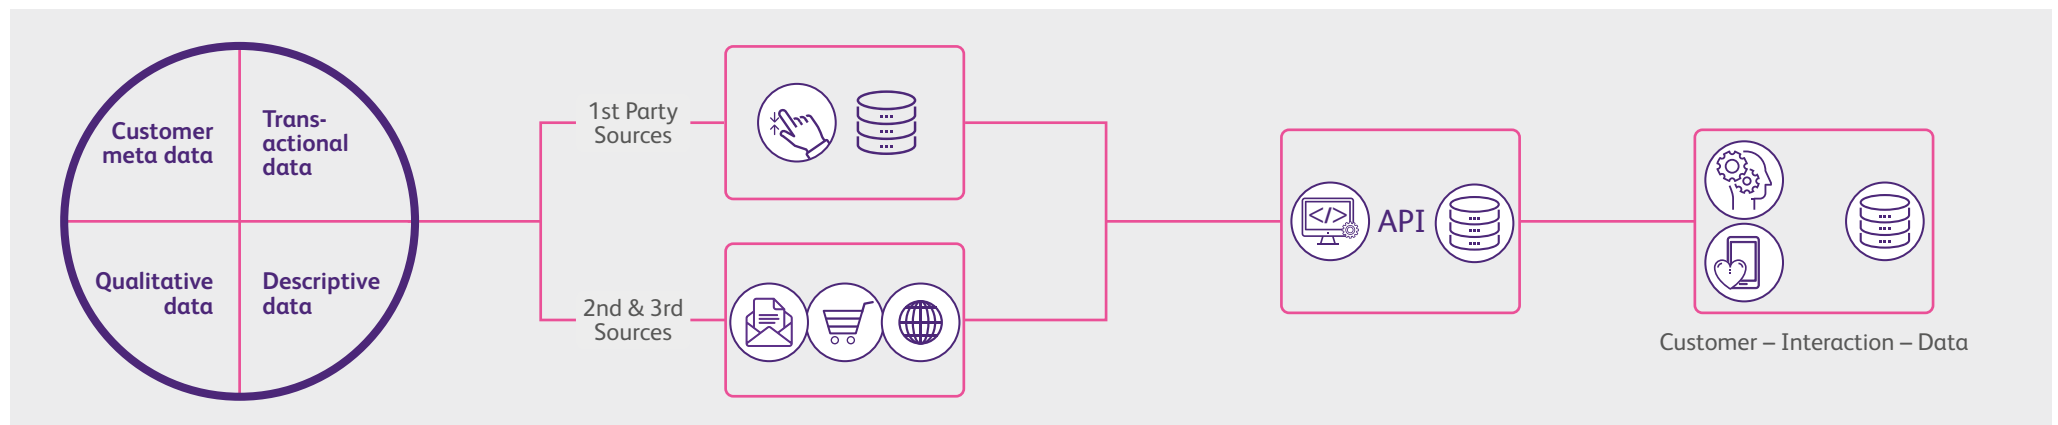 Customer
meta data
Trans-
actional
data
Qualitative
data
Descriptive
data
1st Party
Sources
2nd & 3rd
Sources
</>
API
Customer – Interaction – Data